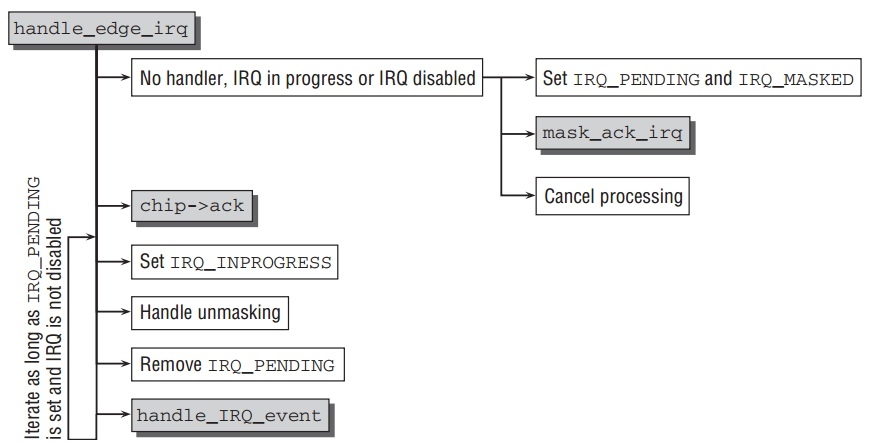 handle_edge_irq
No handler, IRQ in progress or IRQ disabled
Set IRQ_PENDING and IRQ_MASKED
mask_ack_irq
Cancel processing
chip->ack
Set IRQ_INPROGRESS
Handle unmasking
Remove IRQ_PENDING
handle_IRQ_event
Iterate as long as IRQ_PENDING
is set and IRQ is not disabled